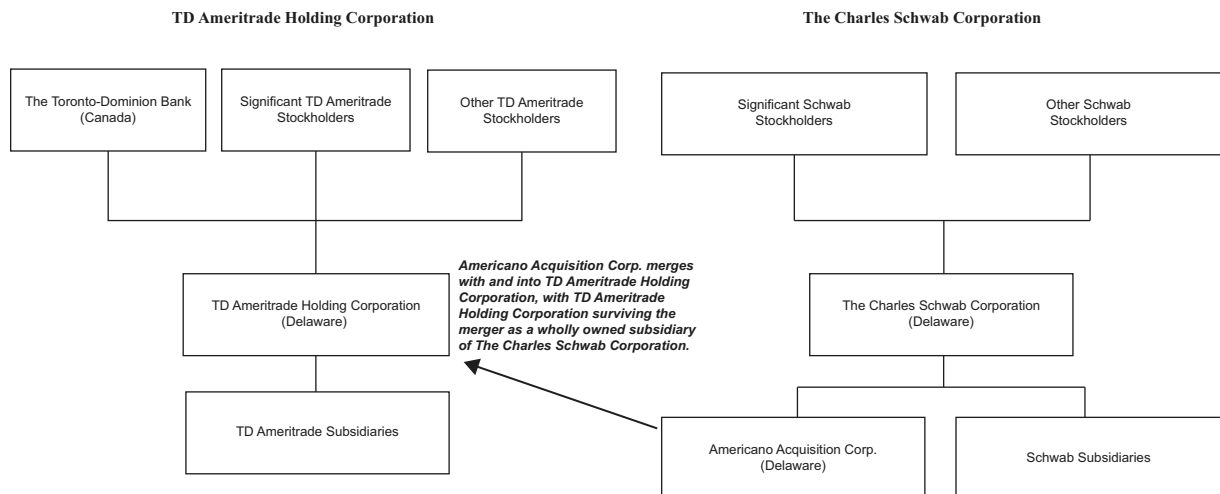 TD Ameritrade Holding Corporation
The Charles Schwab Corporation
The Toronto-Dominion Bank
(Canada)
Significant TD Ameritrade
Stockholders
Other TD Ameritrade
Stockholders
Significant Schwab
Stockholders
Other Schwab
Stockholders
TD Ameritrade Holding Corporation
(Delaware)
Americano Acquisition Corp. merges
with and into TD Ameritrade Holding
Corporation, with TD Ameritrade
Holding Corporation surviving the
merger as a wholly owned subsidiary
of The Charles Schwab Corporation.
The Charles Schwab Corporation
(Delaware)
TD Ameritrade Subsidiaries
Americano Acquisition Corp.
(Delaware)
Schwab Subsidiaries